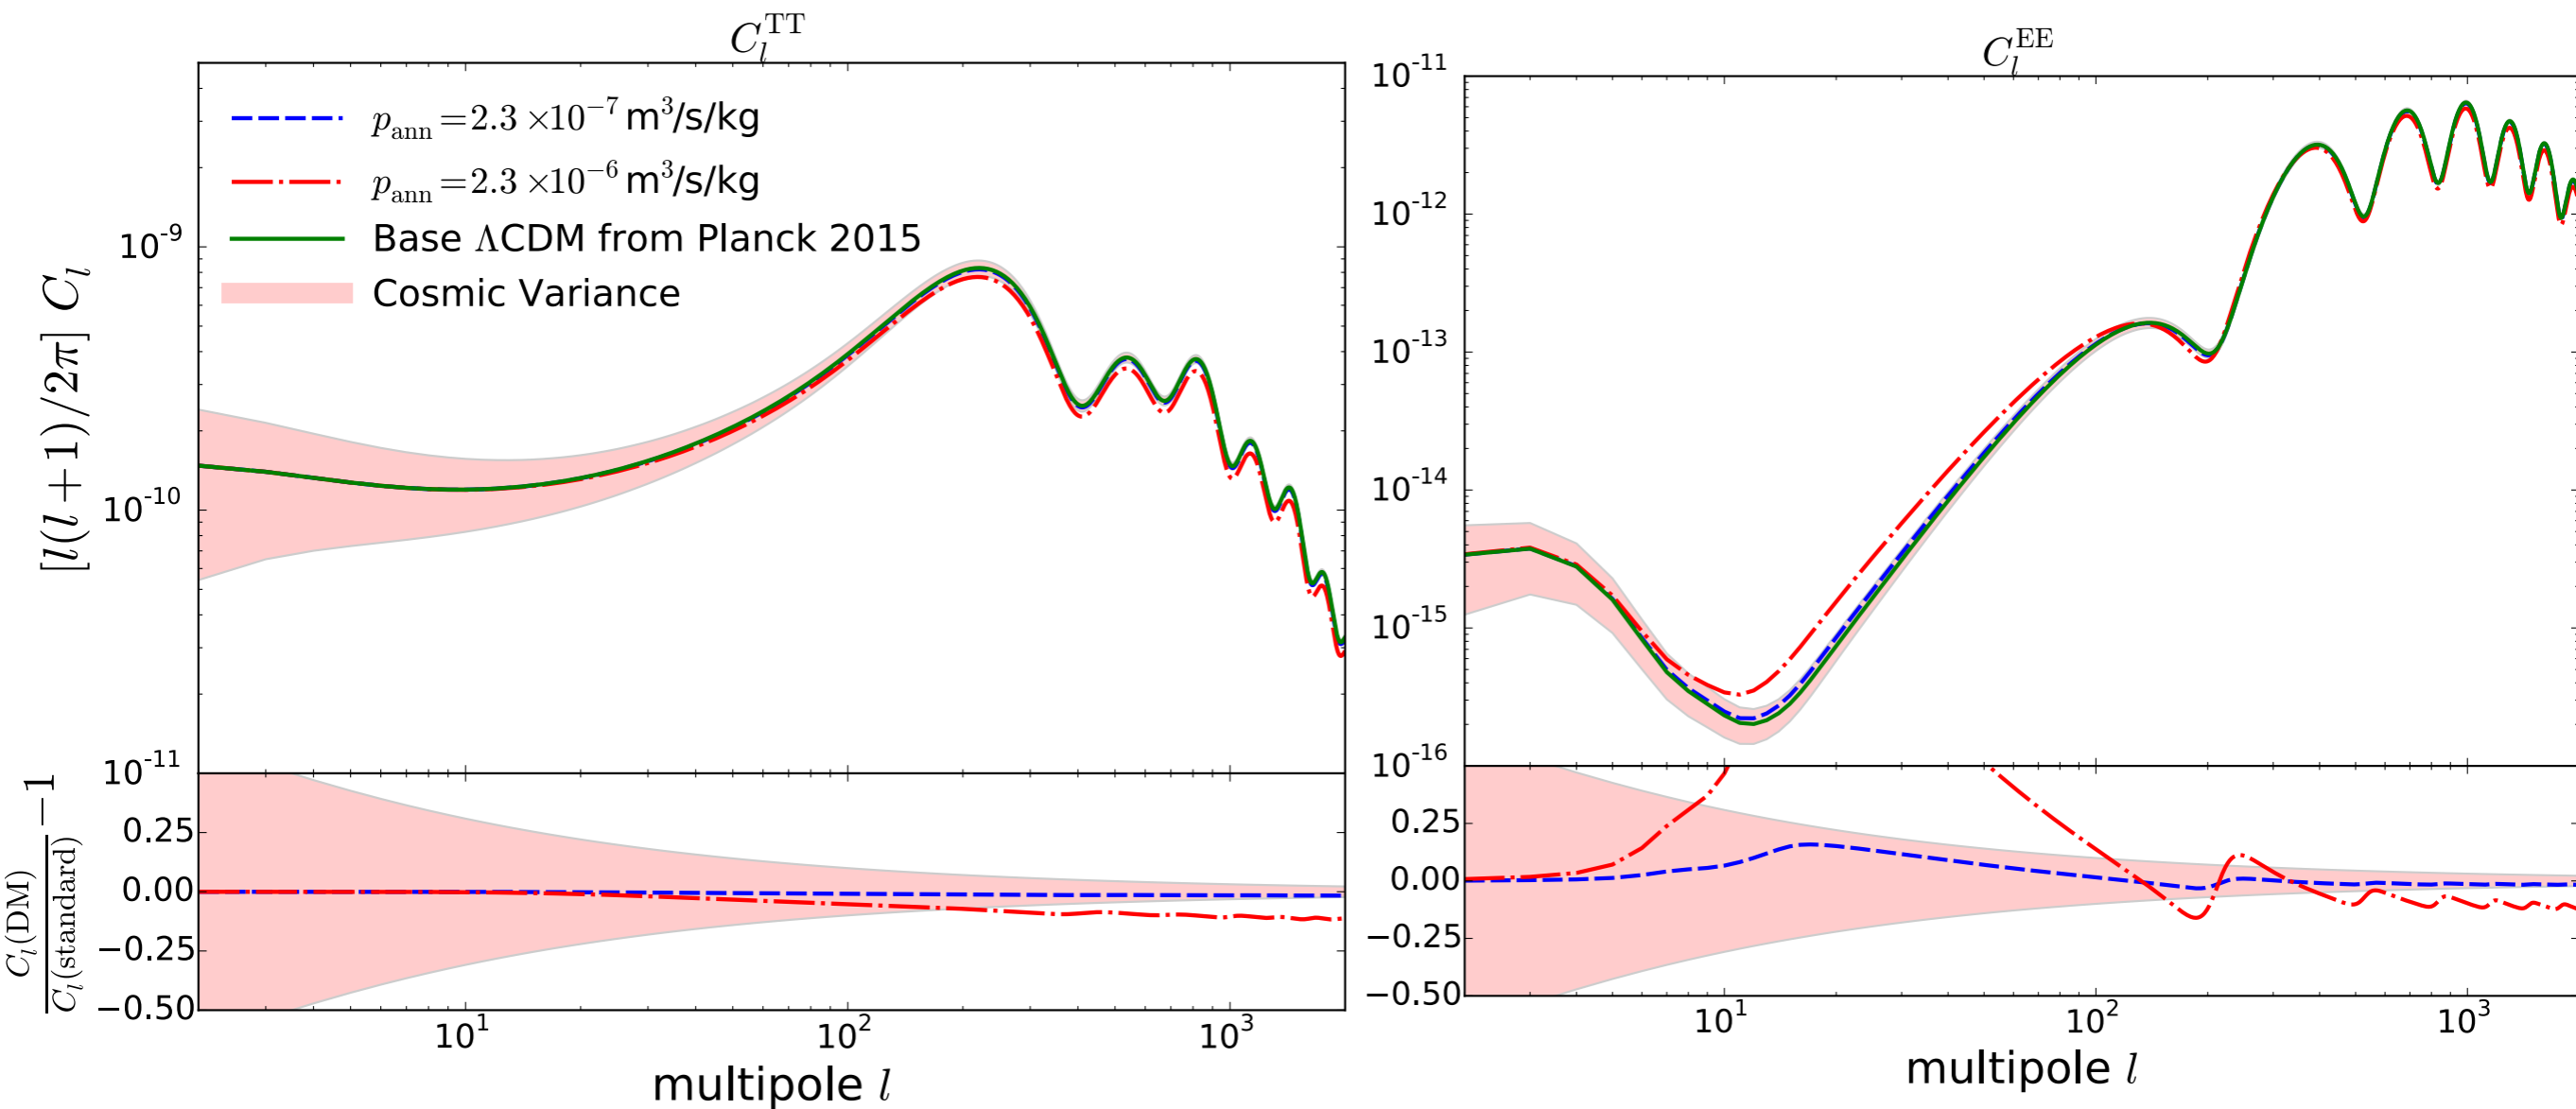 C_l^TT
p_ann = 2.3 ×10^−7 m^3/s/kg
p_ann = 2.3 ×10^−6 m^3/s/kg
Base ΛCDM from Planck 2015
Cosmic Variance
[l(l+1)/2π] C_l
10^-9
10^-10
10^-11
C_l(DM)/C_l(standard) −1
0.25
0.00
−0.25
−0.50
10^1
10^2
10^3
multipole l
C_l^EE
10^-11
10^-12
10^-13
10^-14
10^-15
10^-16
0.25
0.00
−0.25
−0.50
10^1
10^2
10^3
multipole l